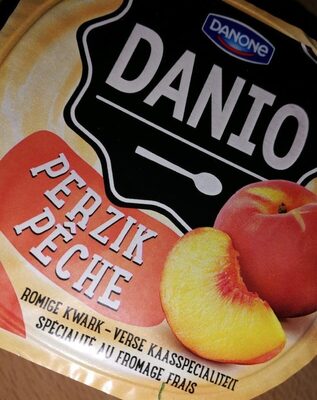 DANONE
DANIO
PERZIK
PÊCHE
ROMIGE KWARK - VERSE KAASSPECIALITEIT
SPÉCIALITÉ AU FROMAGE FRAIS